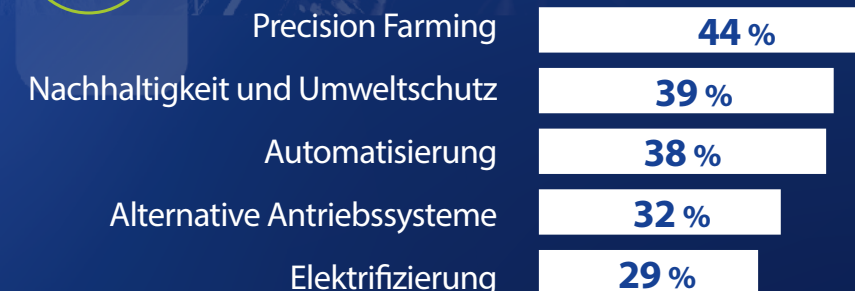 Precision Farming 44 %
Nachhaltigkeit und Umweltschutz 39 %
Automatisierung 38 %
Alternative Antriebssysteme 32 %
Elektrifizierung 29 %